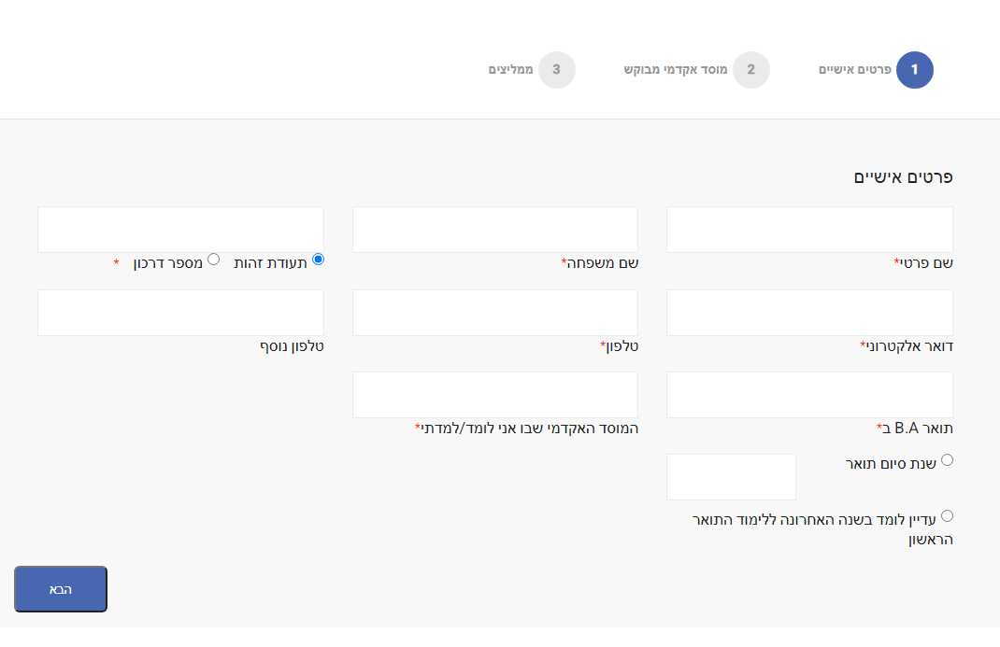 1 פרטים אישיים
2 מוסד אקדמי מבוקש
3 ממליצים
פרטים אישיים
שם פרטי*
שם משפחה*
תעודת זהות
מספר דרכון *
דואר אלקטרוני*
טלפון*
טלפון נוסף
תואר B.A ב*
המוסד האקדמי שבו אני לומד/למדתי*
שנת סיום תואר
עדיין לומד בשנה האחרונה ללימוד התואר
הראשון
הבא